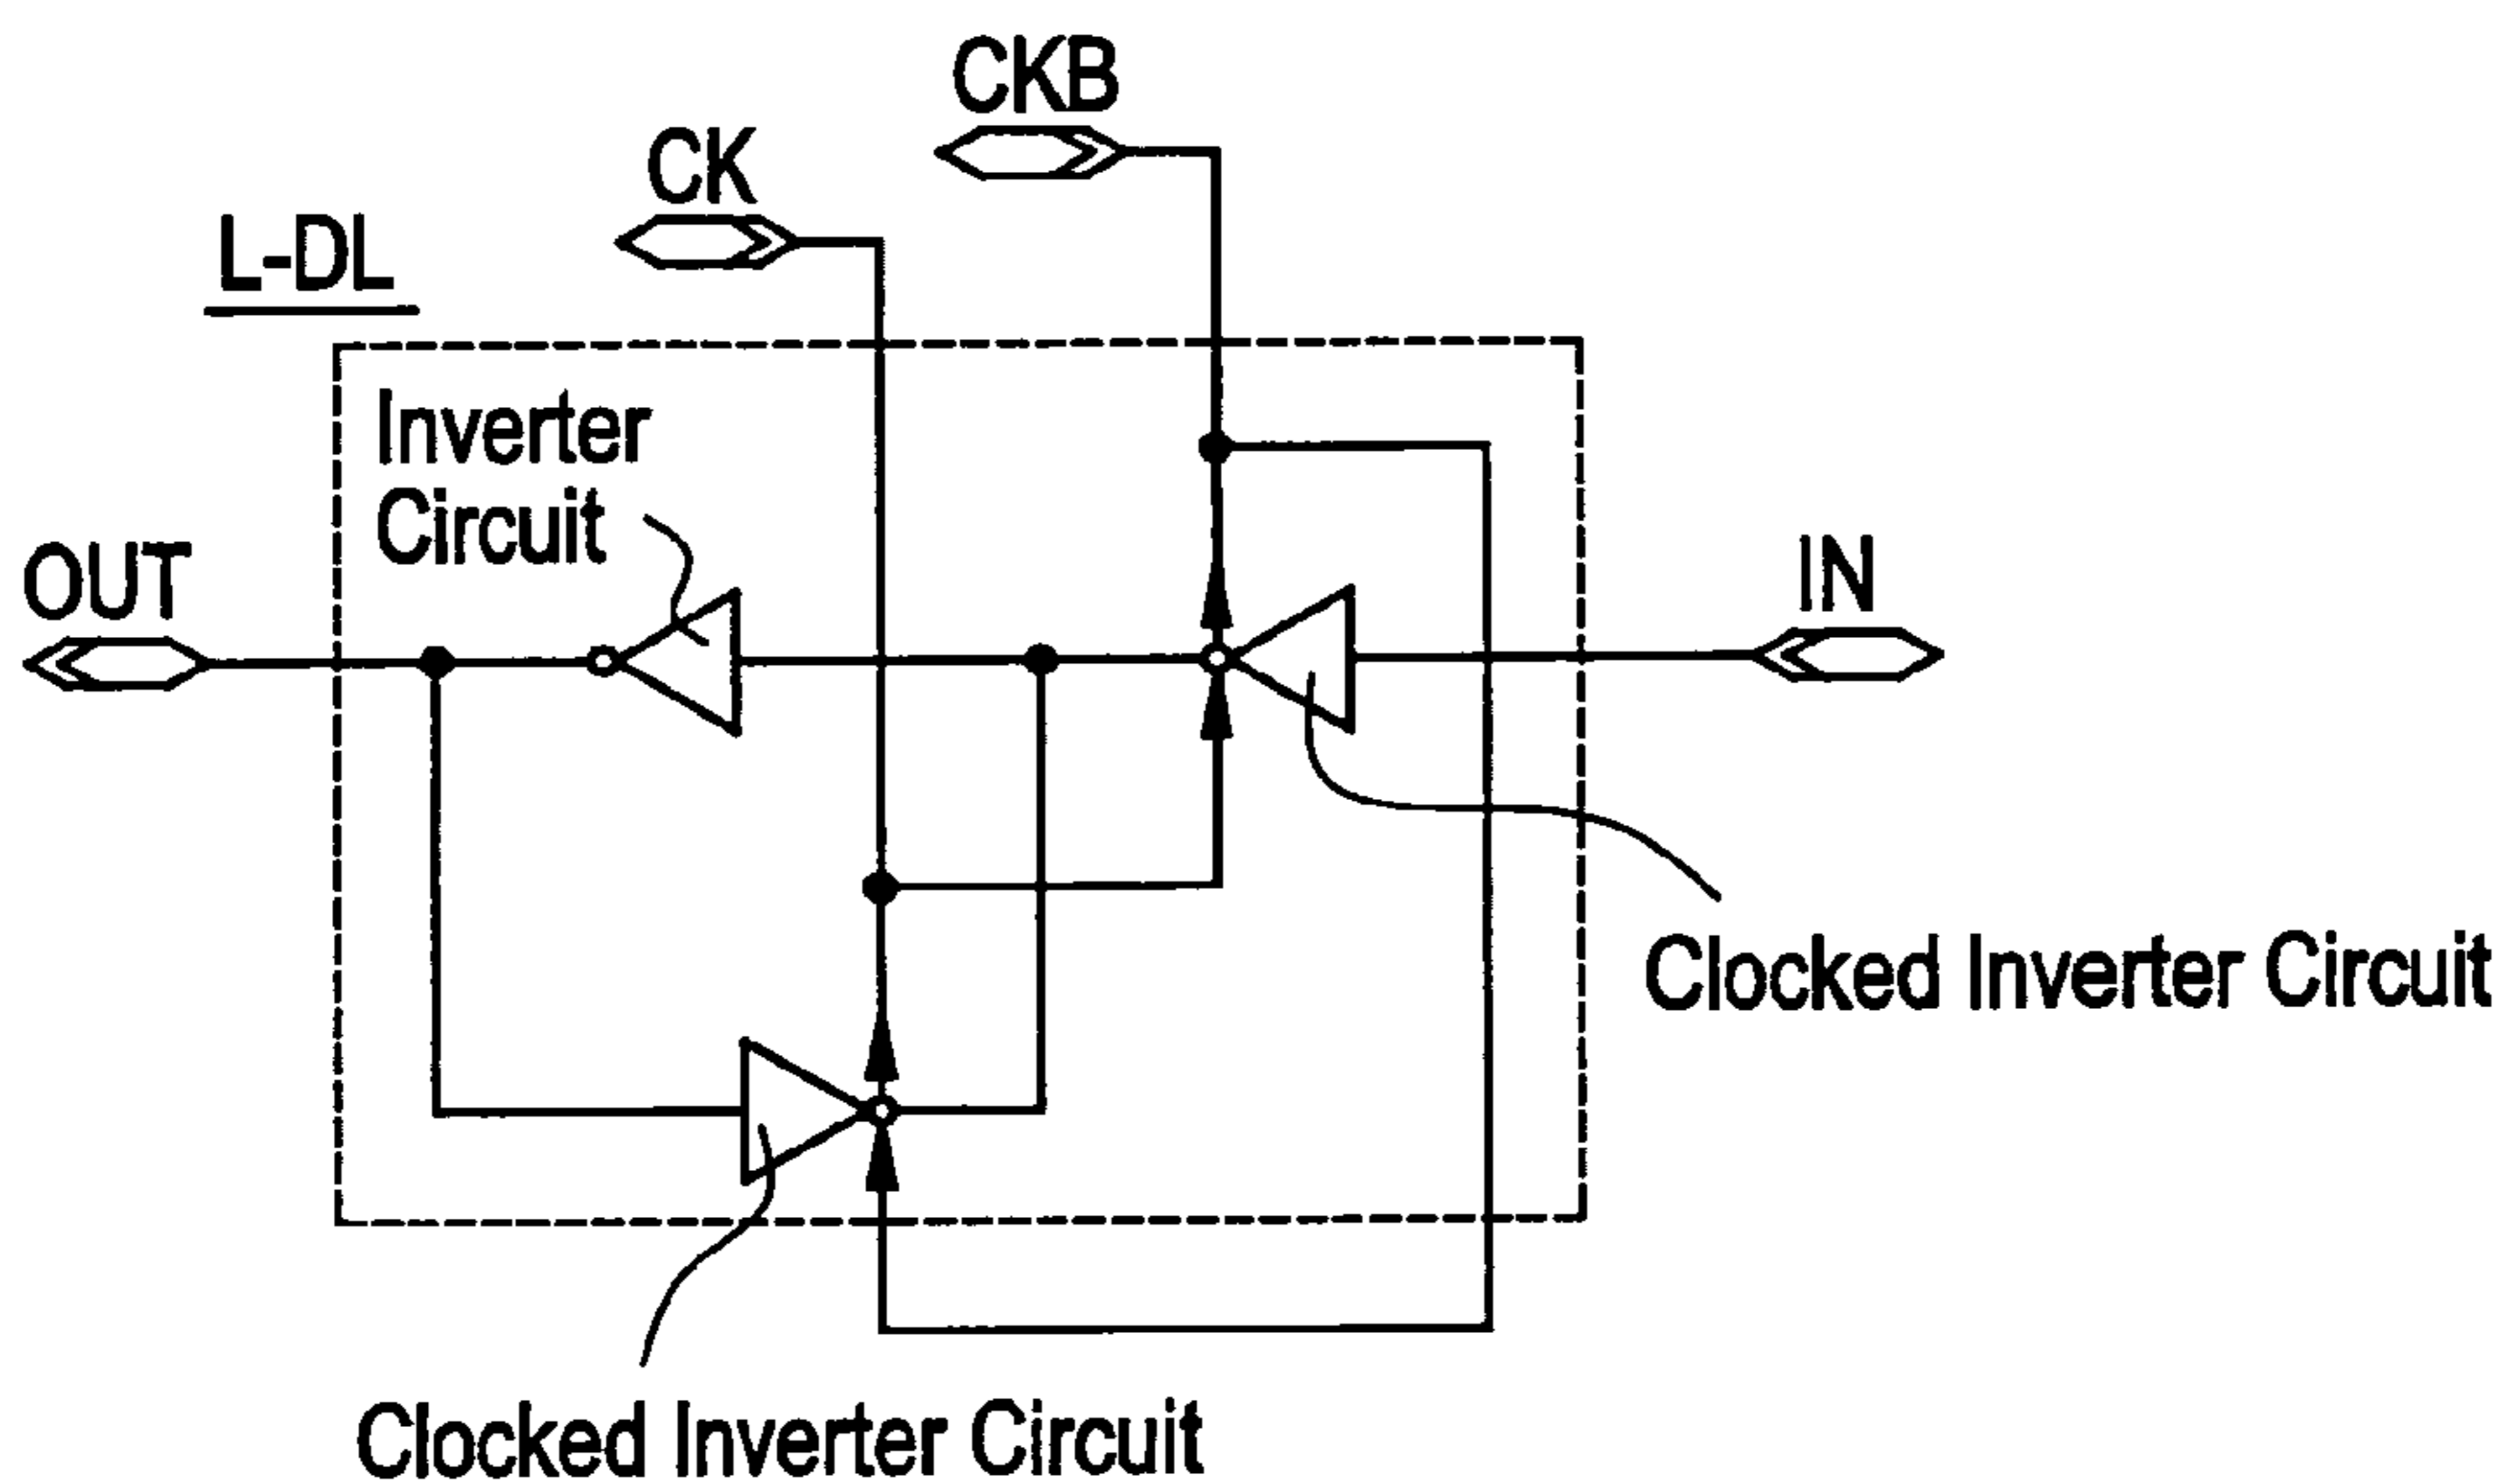 CKB
CK
L-DL
Inverter
Circuit
OUT
IN
Clocked Inverter Circuit
Clocked Inverter Circuit